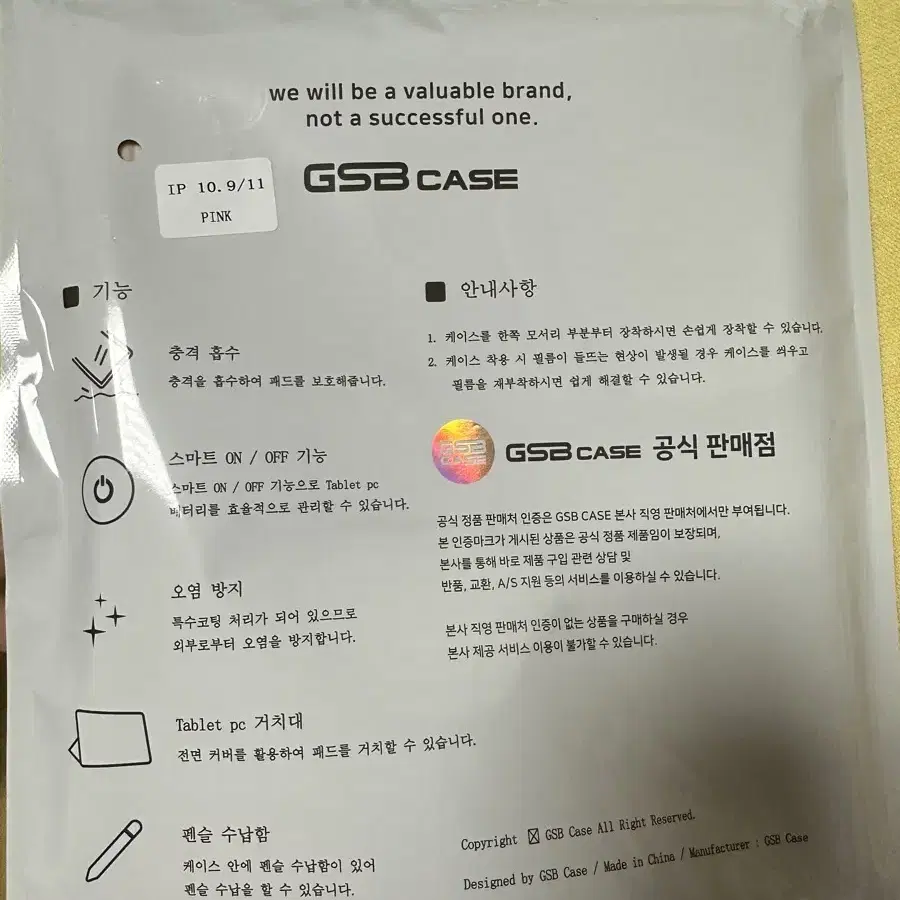 we will be a valuable brand,
not a successful one.
GSB CASE
IP 10.9/11
PINK
기능
충격 흡수
충격을 흡수하여 패드를 보호해줍니다.
스마트 ON / OFF 기능
스마트 ON / OFF 기능으로 Tablet pc
배터리를 효율적으로 관리할 수 있습니다.
오염 방지
특수코팅 처리가 되어 있으므로
외부로부터 오염을 방지합니다.
Tablet pc 거치대
전면 커버를 활용하여 패드를 거치할 수 있습니다.
펜슬 수납함
케이스 안에 펜슬 수납함이 있어
펜슬 수납을 할 수 있습니다.
안내사항
1. 케이스를 한쪽 모서리 부분부터 장착하시면 손쉽게 장착할 수 있습니다.
2. 케이스 착용 시 필름이 들뜨는 현상이 발생될 경우 케이스를 씌우고
필름을 재부착하시면 쉽게 해결할 수 있습니다.
GSB CASE 공식 판매점
공식 정품 판매처 인증은 GSB CASE 본사 직영 판매처에서만 부여됩니다.
본 인증마크가 게시된 상품은 공식 정품 제품임이 보장되며,
본사를 통해 바로 제품 구입 관련 상담 및
반품, 교환, A/S 지원 등의 서비스를 이용하실 수 있습니다.
본사 직영 판매처 인증이 없는 상품을 구매하실 경우
본사 제공 서비스 이용이 불가할 수 있습니다.
Copyright GSB Case All Right Reserved.
Designed by GSB Case / Made in China / Manufacturer : GSB Case